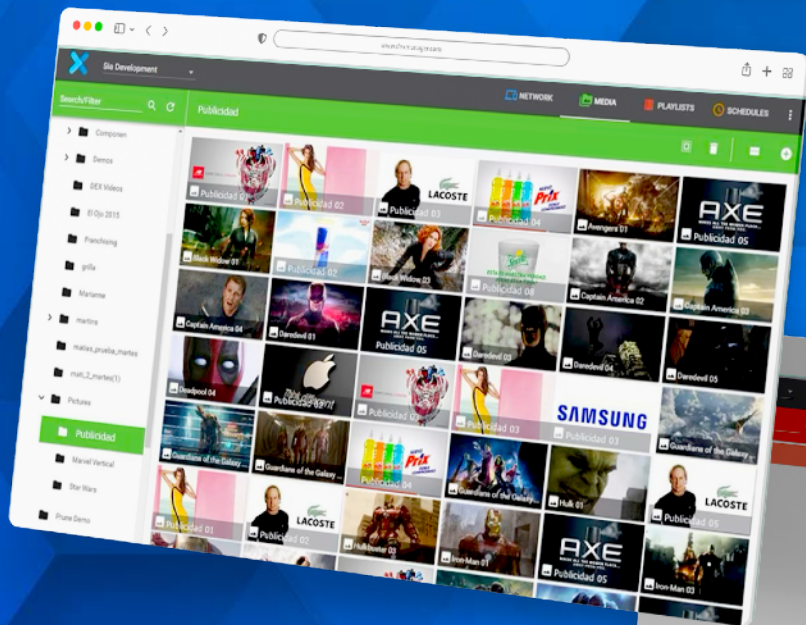 Sia Development
NETWORK
MEDIA
PLAYLISTS
SCHEDULES
Search/Filter
Publicidad
Componen
Demos
DEX Videos
El Ojo 2015
Franchising
grilla
Marianne
martins
matias_prueba_martes
mati_2_martes(1)
Pictures
Publicidad
Marvel Vertical
Star Wars
Prune Demo
Publicidad 01
Publicidad 02
LACOSTE
Publicidad 03
Prix
Publicidad 04
Avengers 01
AXE
Publicidad 05
Black Widow 01
Publicidad 02
Black Widow 03
Publicidad 08
Captain America 02
Captain America 03
Captain America 04
Daredevil 01
AXE
Publicidad 05
Daredevil 03
Daredevil 04
Daredevil 05
Deadpool 04
Think different
Publicidad 03
SAMSUNG
Publicidad 03
Guardians of the Galaxy ...
Guardians of the Galaxy
Guardians of the Galaxy ...
Prix
Guardians of the Galaxy ...
Hulk 01
LACOSTE
Publicidad 05
Publicidad 01
LACOSTE
Publicidad 02
Hulkbuster 03
Iron-Man 01
AXE
Publicidad 05
Iron-Man 03